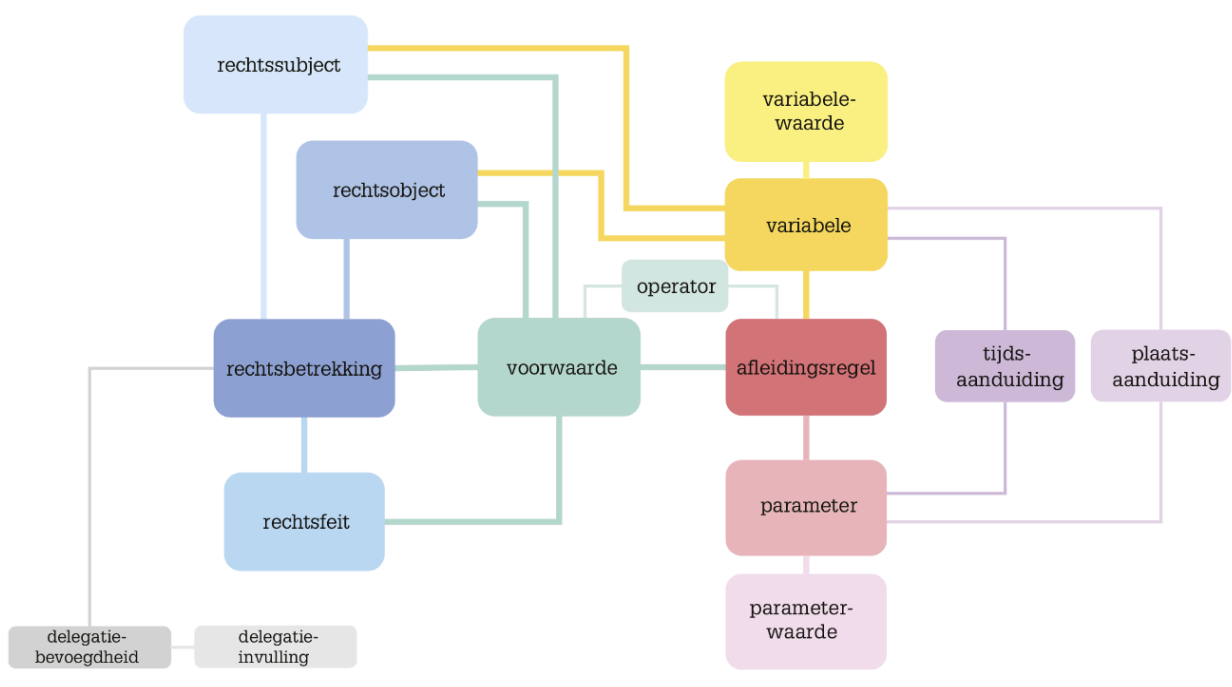 rechtssubject
variabele-
waarde
rechtsobject
variabele
operator
rechtsbetrekking
voorwaarde
afleidingsregel
tijds-
aanduiding
plaats-
aanduiding
rechtsfeit
parameter
parameter-
waarde
delegatie-
bevoegdheid
delegatie-
invulling